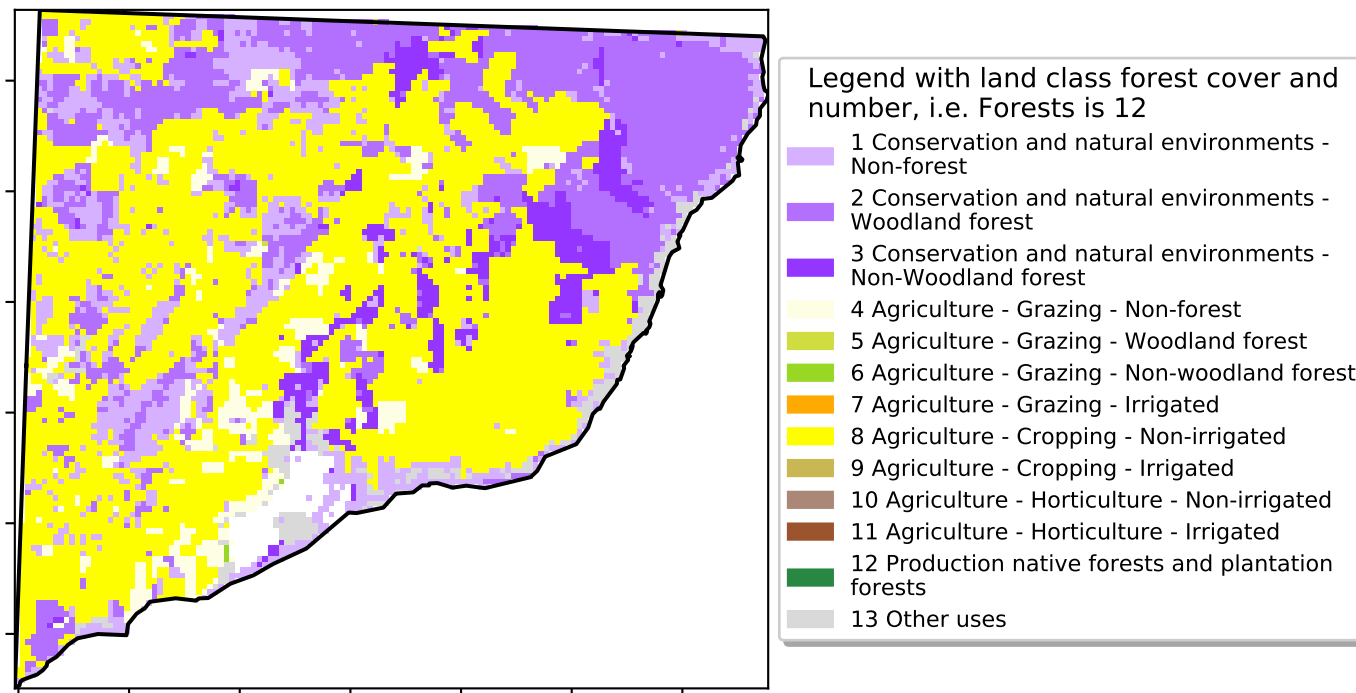 Legend with land class forest cover and
number, i.e. Forests is 12
1 Conservation and natural environments -
Non-forest
2 Conservation and natural environments -
Woodland forest
3 Conservation and natural environments -
Non-Woodland forest
4 Agriculture - Grazing - Non-forest
5 Agriculture - Grazing - Woodland forest
6 Agriculture - Grazing - Non-woodland forest
7 Agriculture - Grazing - Irrigated
8 Agriculture - Cropping - Non-irrigated
9 Agriculture - Cropping - Irrigated
10 Agriculture - Horticulture - Non-irrigated
11 Agriculture - Horticulture - Irrigated
12 Production native forests and plantation
forests
13 Other uses